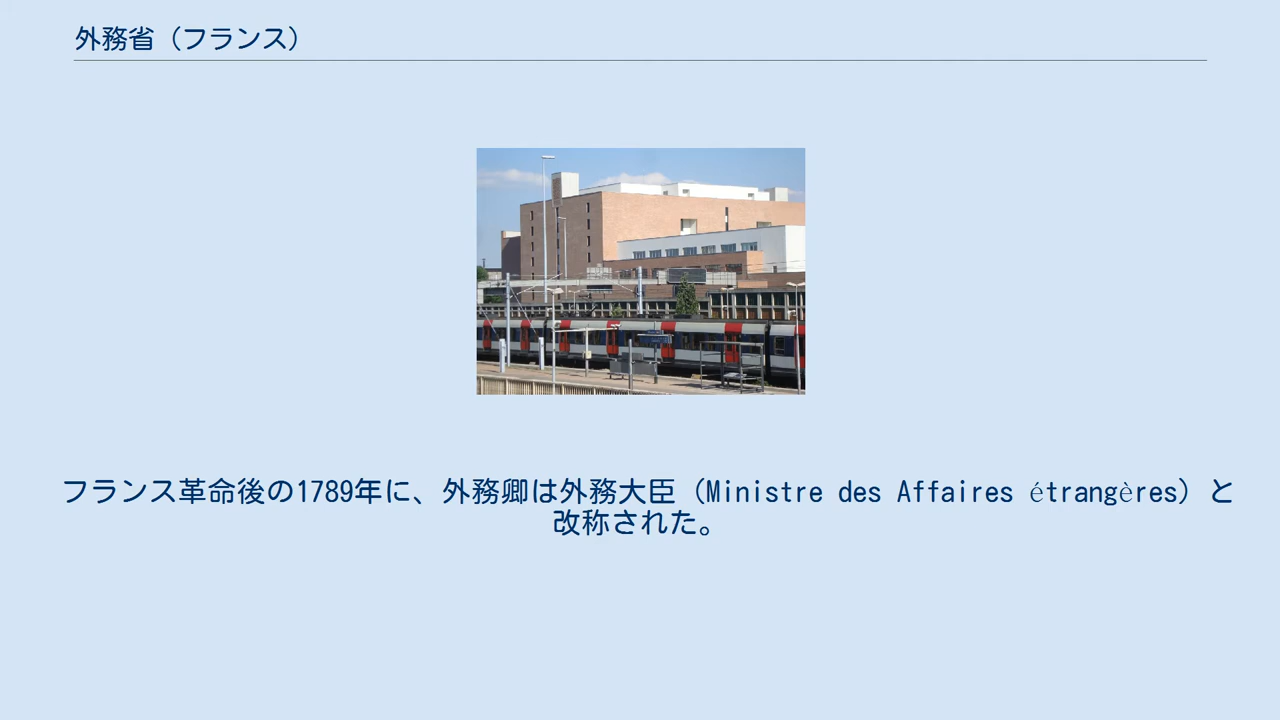 外務省（フランス）
フランス革命後の1789年に、外務卿は外務大臣（Ministre des Affaires étrangères）と
改称された。